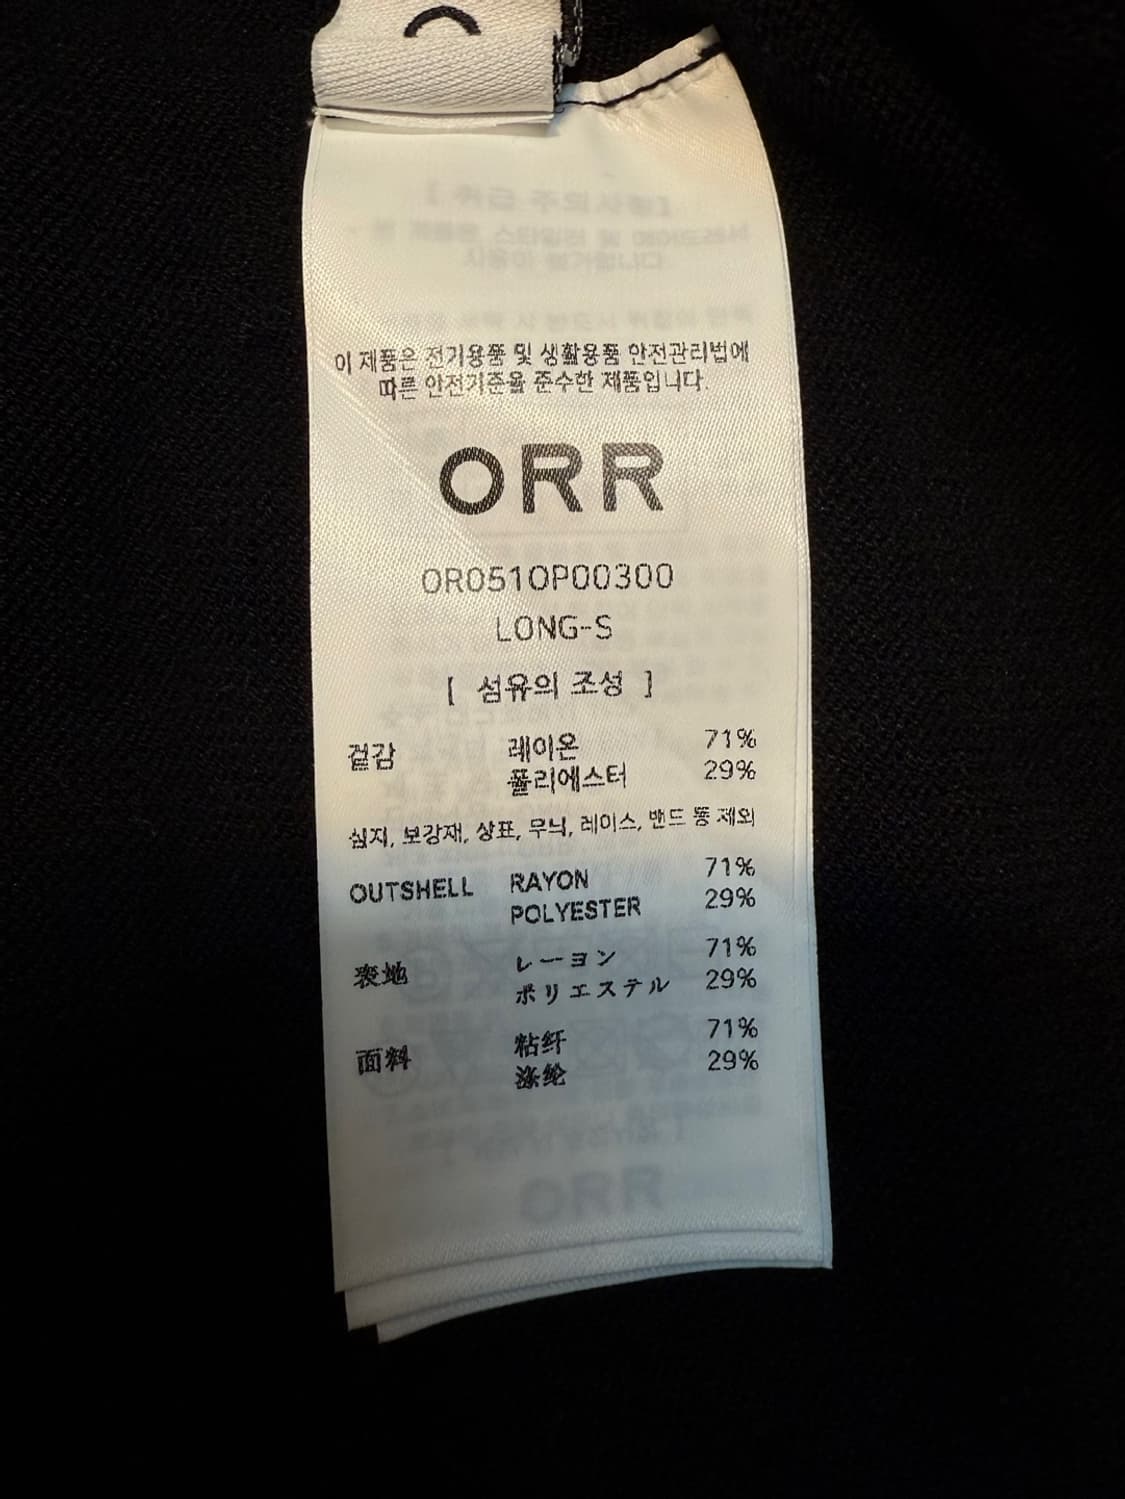 이 제품은 전기용품 및 생활용품 안전관리법에
따른 안전기준을 준수한 제품입니다.
ORR
OR051OP00300
LONG-S
[ 섬유의 조성 ]
겉감 레이온 71%
폴리에스터 29%
심지, 보강재, 상표, 무늬, 레이스, 밴드 등 제외
OUTSHELL RAYON 71%
POLYESTER 29%
表地 レーヨン 71%
ポリエステル 29%
面料 粘纤 71%
涤纶 29%